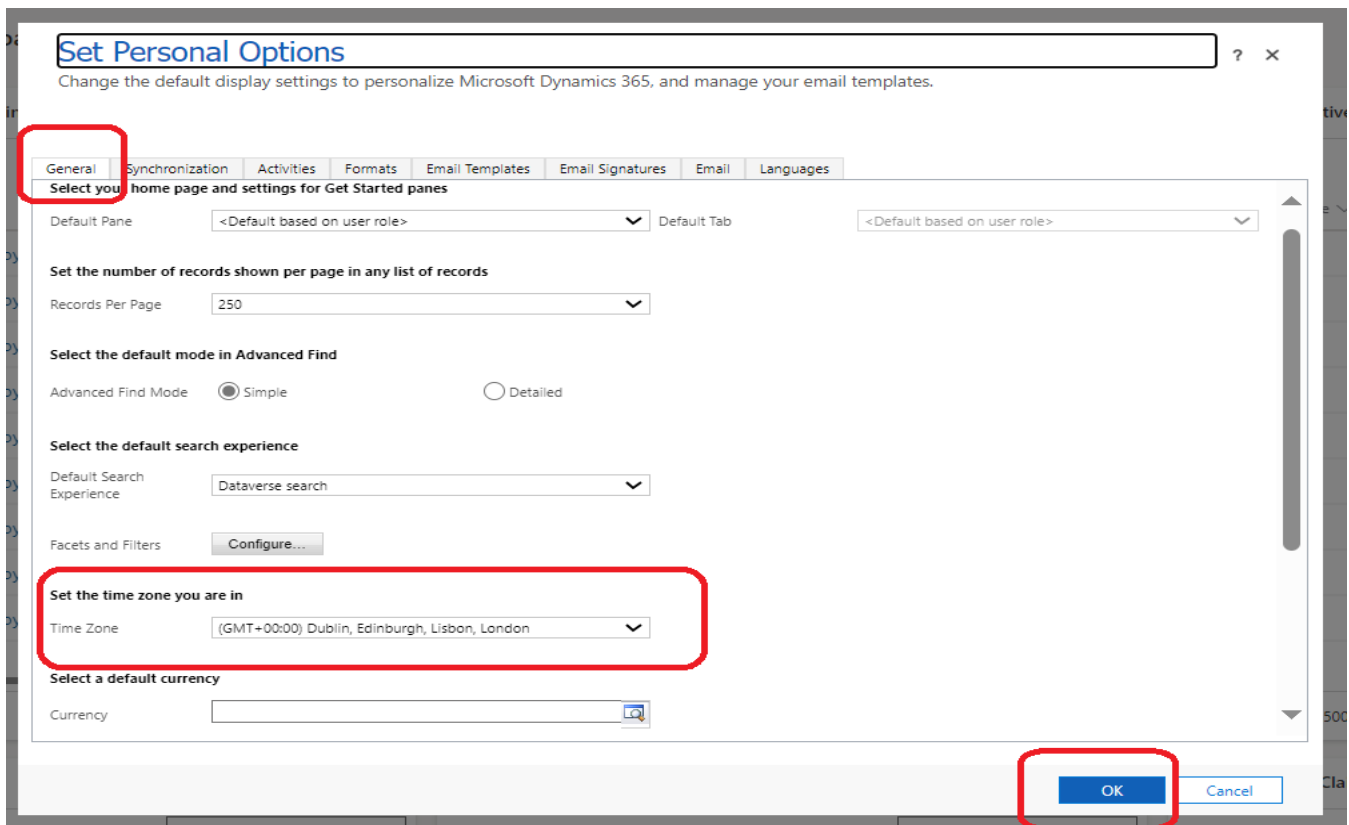 Set Personal Options
? ×
Change the default display settings to personalize Microsoft Dynamics 365, and manage your email templates.
General Synchronization Activities Formats Email Templates Email Signatures Email Languages
Select your home page and settings for Get Started panes
Default Pane <Default based on user role> Default Tab <Default based on user role>
Set the number of records shown per page in any list of records
Records Per Page 250
Select the default mode in Advanced Find
Advanced Find Mode Simple Detailed
Select the default search experience
Default Search
Experience
Dataverse search
Facets and Filters Configure...
Set the time zone you are in
Time Zone (GMT+00:00) Dublin, Edinburgh, Lisbon, London
Select a default currency
Currency
500
OK Cancel